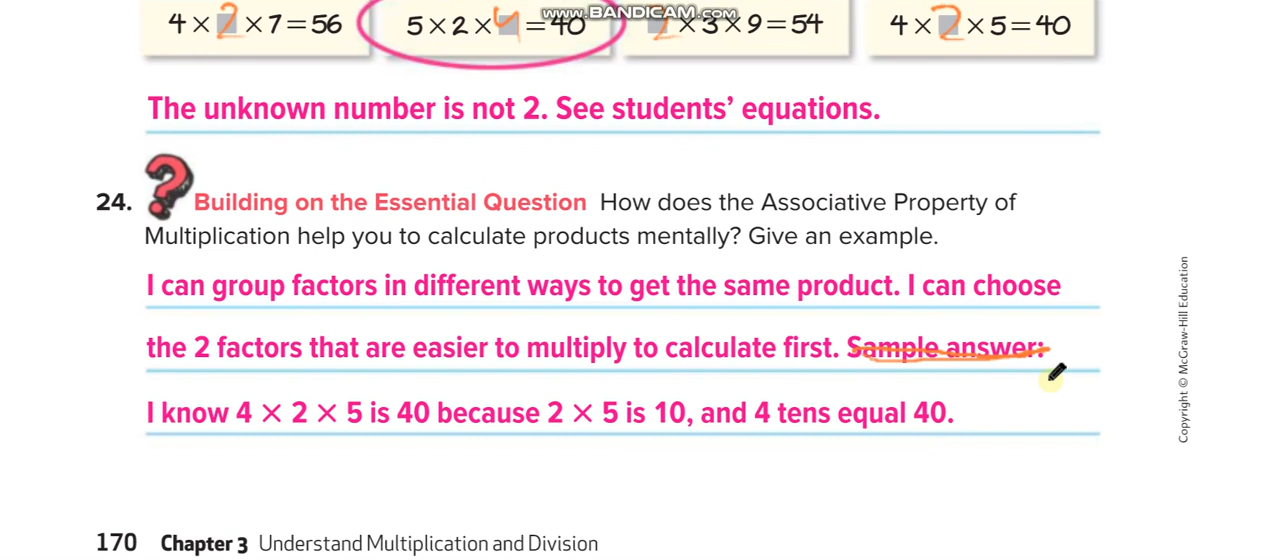 www.BANDICAM.com
4 × 2 × 7 = 56 5 × 2 × 4 = 40 2 × 3 × 9 = 54 4 × 2 × 5 = 40
The unknown number is not 2. See students’ equations.
24. ? Building on the Essential Question How does the Associative Property of
Multiplication help you to calculate products mentally? Give an example.
I can group factors in different ways to get the same product. I can choose
the 2 factors that are easier to multiply to calculate first. Sample answer:
I know 4 × 2 × 5 is 40 because 2 × 5 is 10, and 4 tens equal 40.
Copyright © McGraw-Hill Education
170 Chapter 3 Understand Multiplication and Division